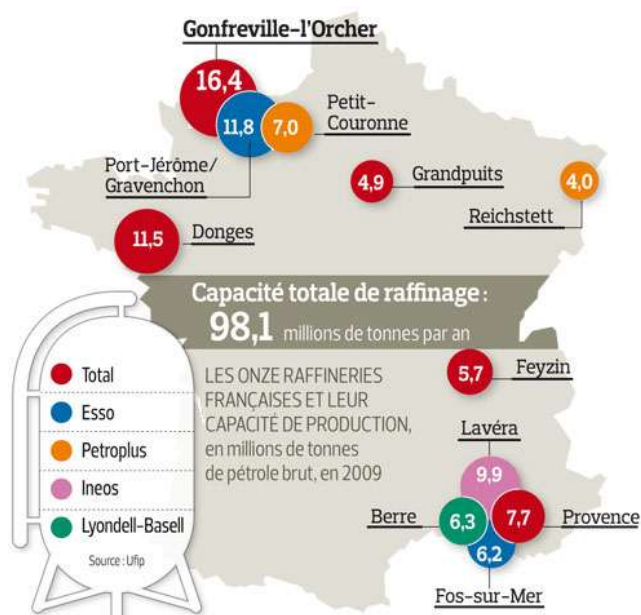 Gonfreville-l'Orcher
16,4
11,8
7,0
Petit-
Couronne
Port-Jérôme/
Gravenchon
4,9
Grandpuits
4,0
Reichstett
11,5
Donges
Capacité totale de raffinage :
98,1 millions de tonnes par an
Total
Esso
Petroplus
Ineos
Lyondell-Basell
Source : Ufip
LES ONZE RAFFINERIES
FRANÇAISES ET LEUR
CAPACITÉ DE PRODUCTION,
en millions de tonnes
de pétrole brut, en 2009
5,7
Feyzin
Lavéra
9,9
Berre
6,3
7,7
Provence
6,2
Fos-sur-Mer